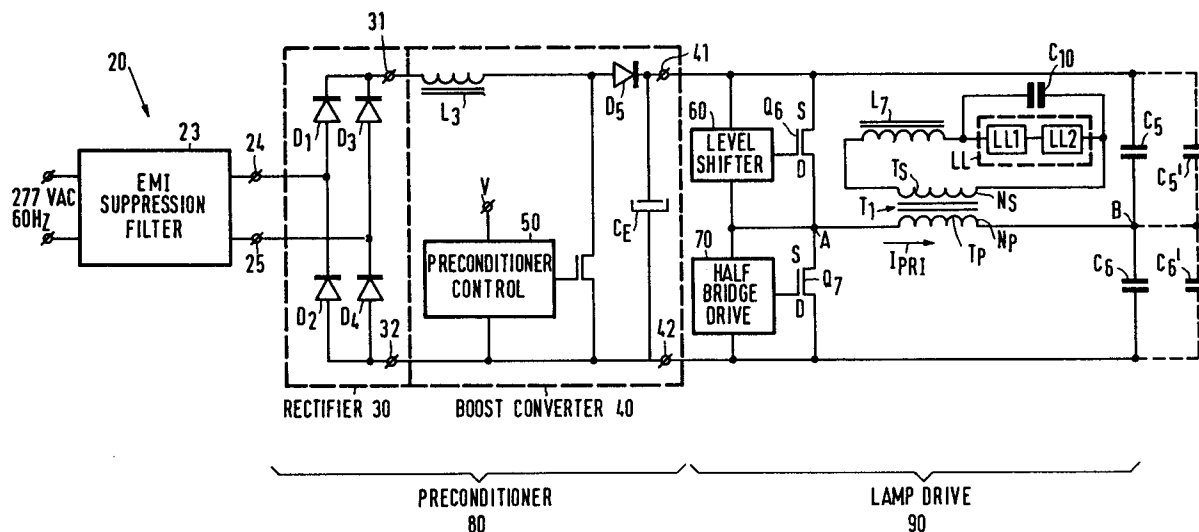 20
23
EMI
SUPPRESSION
FILTER
277 VAC
60HZ
24
25
31
D1
D3
D2
D4
32
RECTIFIER 30
L3
V
50
PRECONDITIONER
CONTROL
D5
CE
41
42
BOOST CONVERTER 40
60
LEVEL
SHIFTER
Q6
S
D
70
HALF
BRIDGE
DRIVE
S
Q7
D
A
L7
C10
LL1
LL2
LL
TS
NS
T1
NP
TP
IPRI
B
C5
C5'
C6
C6'
PRECONDITIONER
80
LAMP DRIVE
90